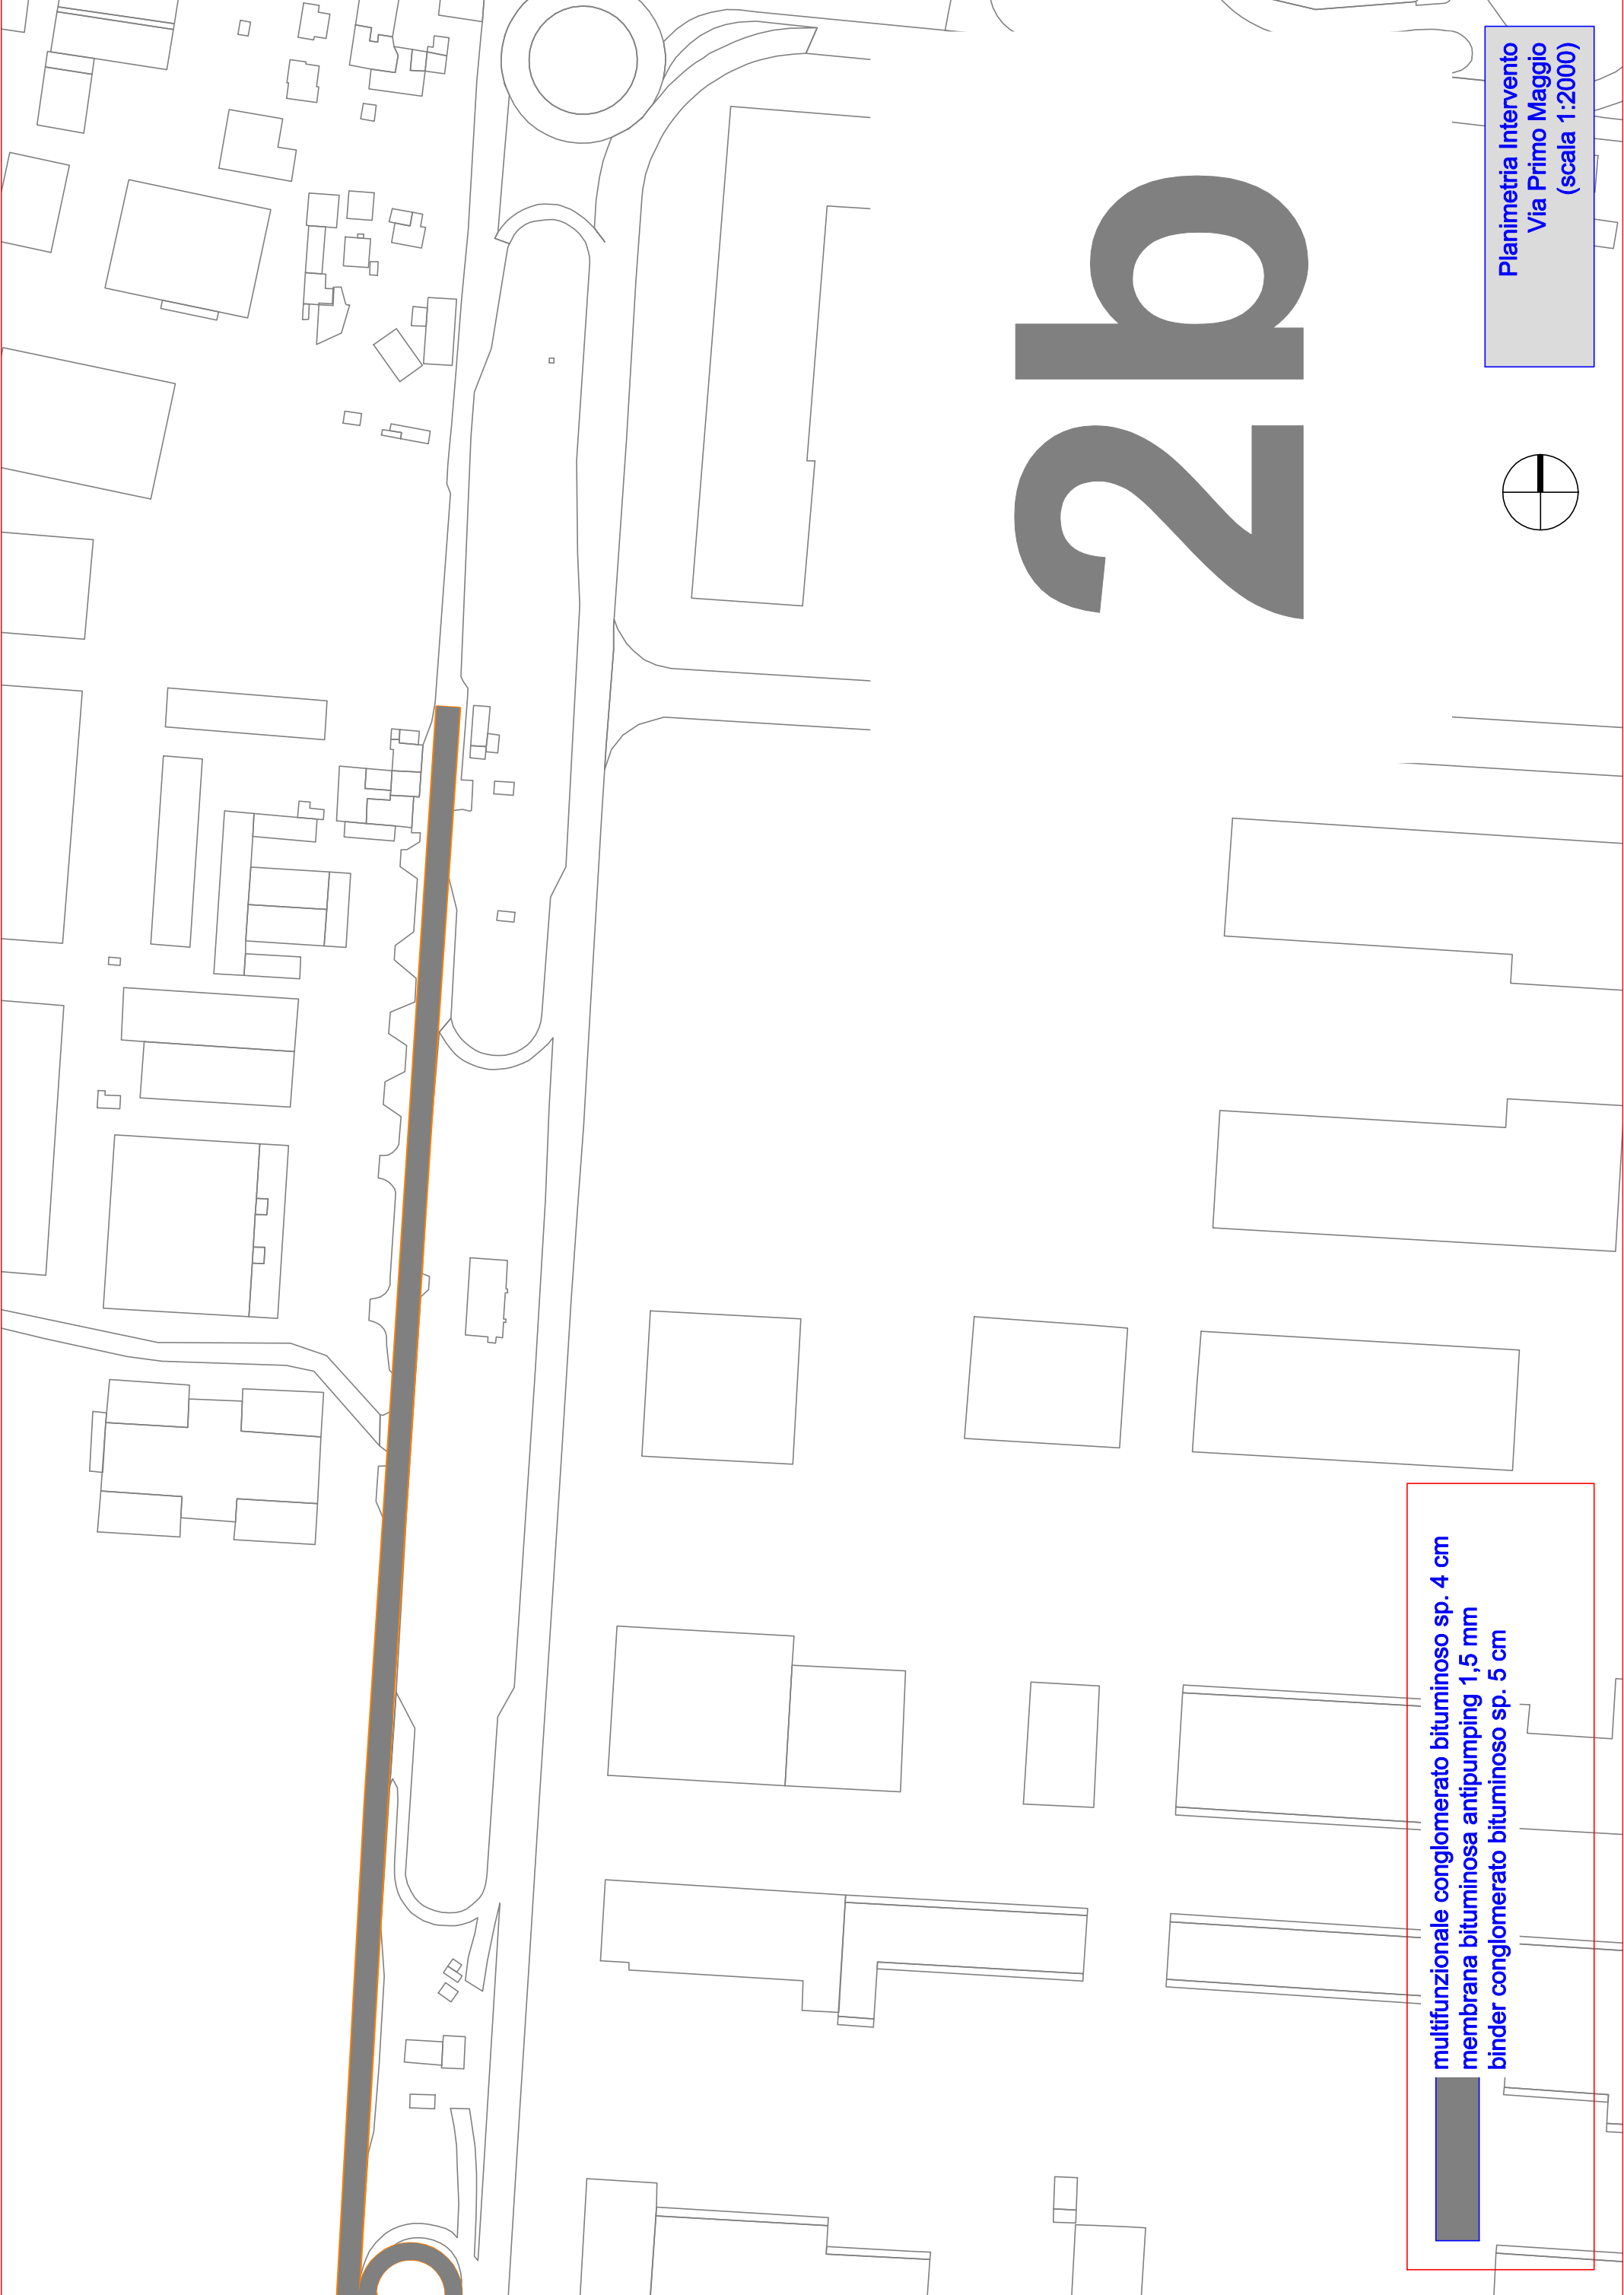 Planimetria Intervento
Via Primo Maggio
(scala 1:2000)
2b
multifunzionale conglomerato bituminoso sp. 4 cm
membrana bituminosa antipumping 1,5 mm
binder conglomerato bituminoso sp. 5 cm